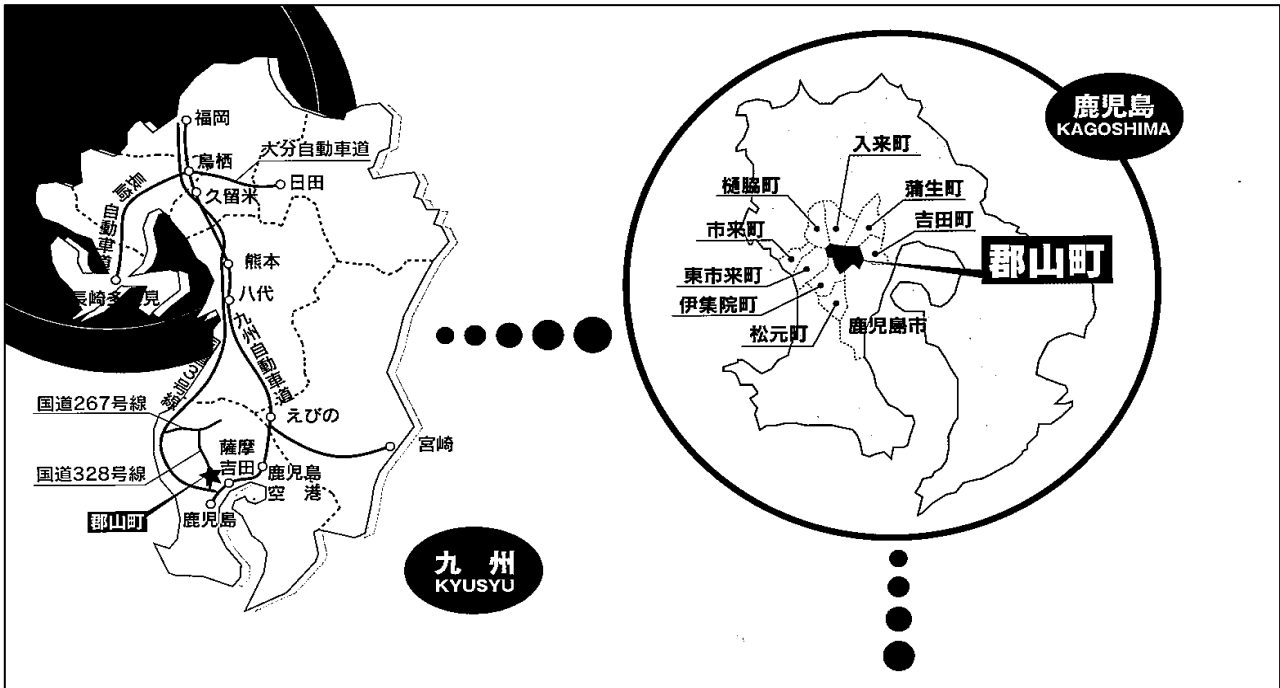 福岡
鳥栖
大分自動車道
日田
久留米
長崎
自動車道
熊本
八代
九州自動車道
国道267号線
えびの
宮崎
薩摩
吉田
国道328号線
鹿児島
空 港
郡山町
鹿児島
九 州
KYUSYU
鹿児島
KAGOSHIMA
入来町
樋脇町
蒲生町
吉田町
市来町
郡山町
東市来町
伊集院町
松元町
鹿児島市